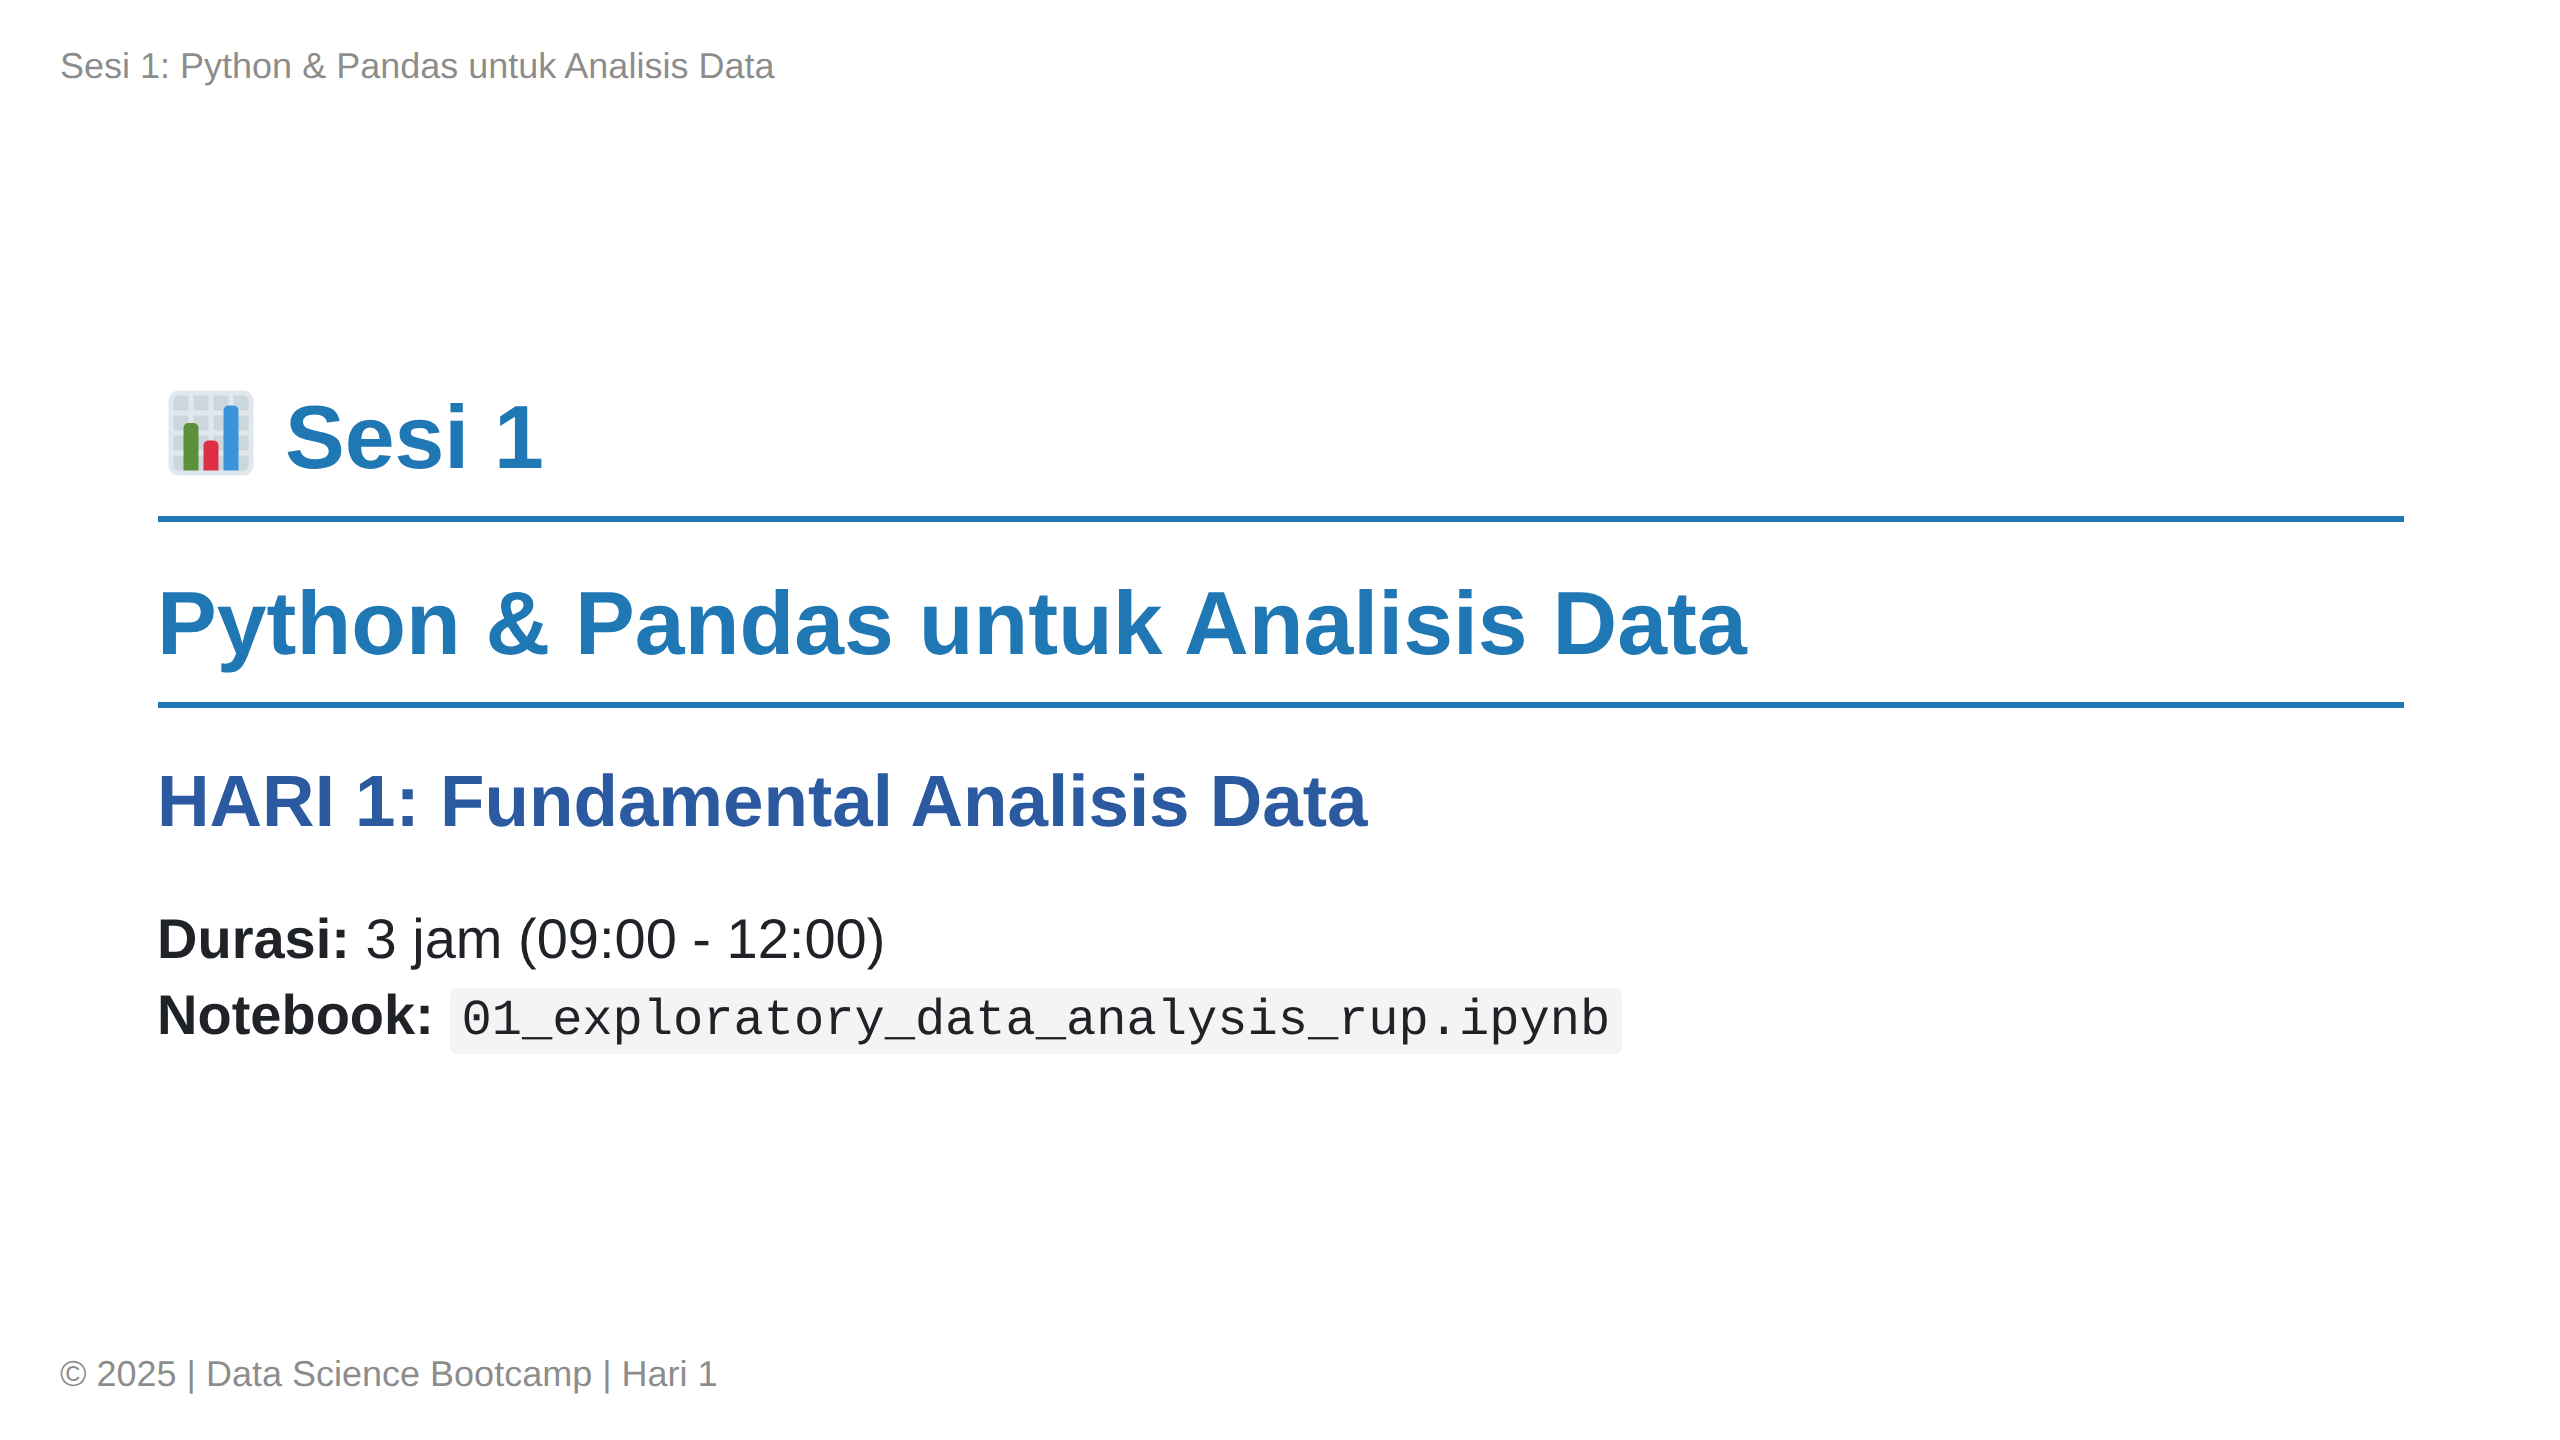 Sesi 1: Python & Pandas untuk Analisis Data
Sesi 1
Python & Pandas untuk Analisis Data
HARI 1: Fundamental Analisis Data
Durasi: 3 jam (09:00 - 12:00)
Notebook: 01_exploratory_data_analysis_rup.ipynb
© 2025 | Data Science Bootcamp | Hari 1